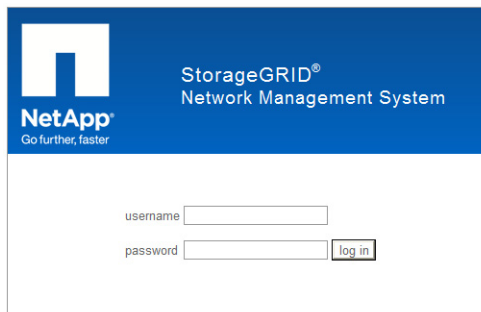 StorageGRID®
Network Management System
NetApp®
Go further, faster
username
password
log in